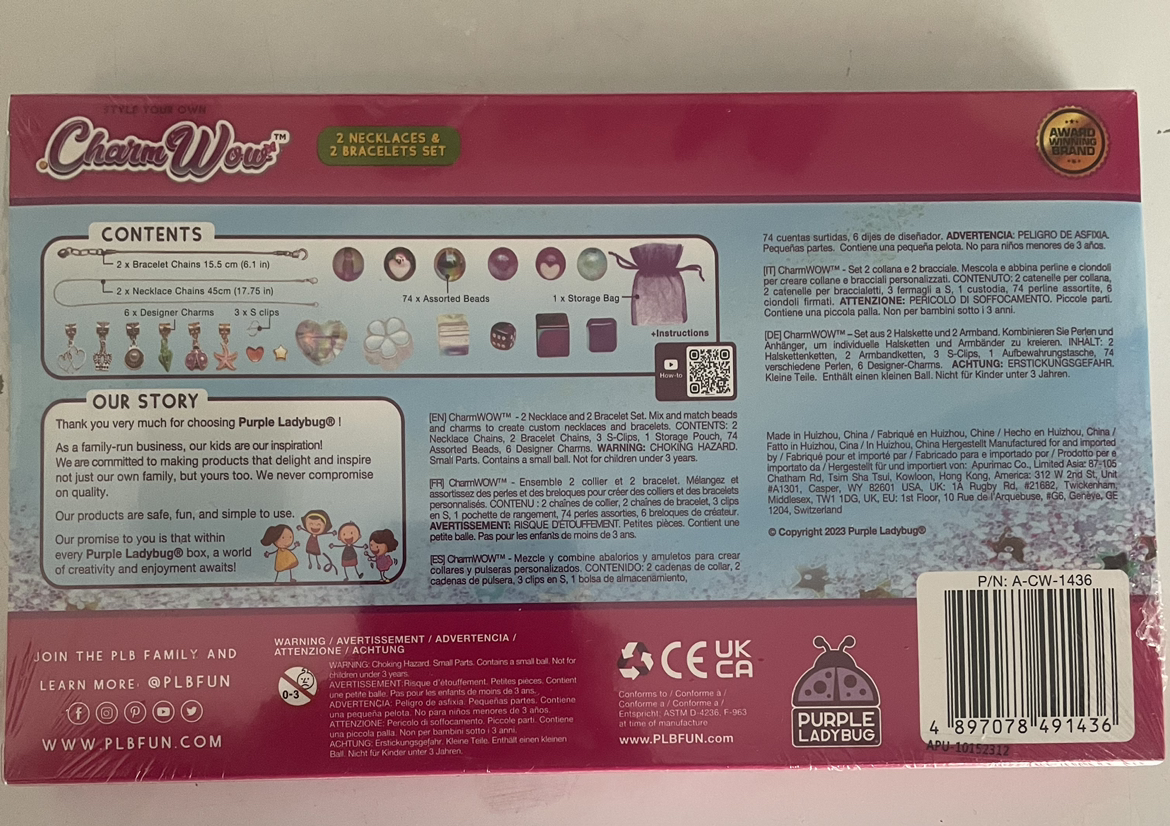 STYLE YOUR OWN
CharmWow™
2 NECKLACES &
2 BRACELETS SET
AWARD
WINNING
BRAND
CONTENTS
2 x Bracelet Chains 15.5 cm (6.1 in)
2 x Necklace Chains 45cm (17.75 in)
6 x Designer Charms
3 x S clips
74 x Assorted Beads
1 x Storage Bag
+Instructions
How-to
OUR STORY
Thank you very much for choosing Purple Ladybug® !
As a family-run business, our kids are our inspiration!
We are committed to making products that delight and inspire
not just our own family, but yours too. We never compromise
on quality.
Our products are safe, fun, and simple to use.
Our promise to you is that within
every Purple Ladybug® box, a world
of creativity and enjoyment awaits!
[EN] CharmWOW™ - 2 Necklace and 2 Bracelet Set. Mix and match beads
and charms to create custom necklaces and bracelets. CONTENTS: 2
Necklace Chains, 2 Bracelet Chains, 3 S-Clips, 1 Storage Pouch, 74
Assorted Beads, 6 Designer Charms. WARNING: CHOKING HAZARD.
Small Parts. Contains a small ball. Not for children under 3 years.
[FR] CharmWOW™ - Ensemble 2 collier et 2 bracelet. Mélangez et
assortissez des perles et des breloques pour créer des colliers et des bracelets
personnalisés. CONTENU : 2 chaînes de collier, 2 chaînes de bracelet, 3 clips
en S, 1 pochette de rangement, 74 perles assorties, 6 breloques de créateur.
AVERTISSEMENT: RISQUE D'ÉTOUFFEMENT. Petites pièces. Contient une
petite balle. Pas pour les enfants de moins de 3 ans.
[ES] CharmWOW™ - Mezcle y combine abalorios y amuletos para crear
collares y pulseras personalizados. CONTENIDO: 2 cadenas de collar, 2
cadenas de pulsera, 3 clips en S, 1 bolsa de almacenamiento,
74 cuentas surtidas, 6 dijes de diseñador. ADVERTENCIA: PELIGRO DE ASFIXIA.
Pequeñas partes. Contiene una pequeña pelota. No para niños menores de 3 años.
[IT] CharmWOW™ - Set 2 collana e 2 bracciale. Mescola e abbina perline e ciondoli
per creare collane e bracciali personalizzati. CONTENUTO: 2 catenelle per collana,
2 catenelle per braccialetti, 3 fermagli a S, 1 custodia, 74 perline assortite, 6
ciondoli firmati. ATTENZIONE: PERICOLO DI SOFFOCAMENTO. Piccole parti.
Contiene una piccola palla. Non per bambini sotto i 3 anni.
[DE] CharmWOW™ – Set aus 2 Halskette und 2 Armband. Kombinieren Sie Perlen und
Anhänger, um individuelle Halsketten und Armbänder zu kreieren. INHALT: 2
Halskettenketten, 2 Armbandketten, 3 S-Clips, 1 Aufbewahrungstasche, 74
verschiedene Perlen, 6 Designer-Charms. ACHTUNG: ERSTICKUNGSGEFAHR.
Kleine Teile. Enthält einen kleinen Ball. Nicht für Kinder unter 3 Jahren.
Made in Huizhou, China / Fabriqué en Huizhou, Chine / Hecho en Huizhou, China /
Fatto in Huizhou, Cina / In Huizhou, China Hergestellt Manufactured for and imported
by / Fabriqué pour et importé par / Fabricado para e importado por / Prodotto per e
importato da / Hergestellt für und importiert von: Apurimac Co., Limited Asia: 87-105
Chatham Rd, Tsim Sha Tsui, Kowloon, Hong Kong, America: 312 W 2nd St, Unit
#A1301, Casper, WY 82601 USA, UK: 1A Rugby Rd, #21682, Twickenham,
Middlesex, TW1 1DG, UK, EU: 1st Floor, 10 Rue de l'Arquebuse, #G6, Genève, GE
1204, Switzerland
© Copyright 2023 Purple Ladybug®
JOIN THE PLB FAMILY AND
LEARN MORE: @PLBFUN
WWW.PLBFUN.COM
WARNING / AVERTISSEMENT / ADVERTENCIA /
ATTENZIONE / ACHTUNG
0-3
WARNING: Choking Hazard. Small Parts. Contains a small ball. Not for
children under 3 years.
AVERTISSEMENT:Risque d'étouffement. Petites pieces. Contient
une petite balle. Pas pour les enfants de moins de 3 ans.
ADVERTENCIA: Peligro de asfixia. Pequeñas partes. Contiene
una pequeña pelota. No para niños menores de 3 años.
ATTENZIONE: Pericolo di soffocamento. Piccole parti. Contiene
una piccola palla. Non per bambini sotto i 3 anni.
ACHTUNG: Erstickungsgefahr. Kleine Teile. Enthält einen kleinen
Ball. Nicht für Kinder unter 3 Jahren.
CE UK
CA
Conforms to / Conforme à /
Conforme a / Conforme a /
Entspricht: ASTM D-4236, F-963
at time of manufacture
www.PLBFUN.com
PURPLE
LADYBUG
P/N: A-CW-1436
4 897078 491436
APU-10152312